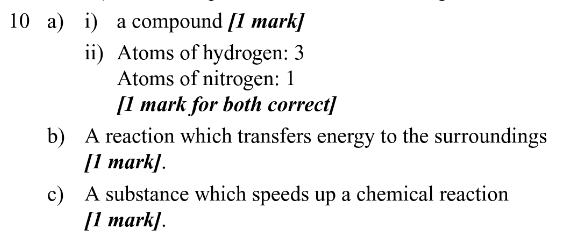 10 a) i) a compound [1 mark]
ii) Atoms of hydrogen: 3
Atoms of nitrogen: 1
[1 mark for both correct]
b) A reaction which transfers energy to the surroundings
[1 mark].
c) A substance which speeds up a chemical reaction
[1 mark].